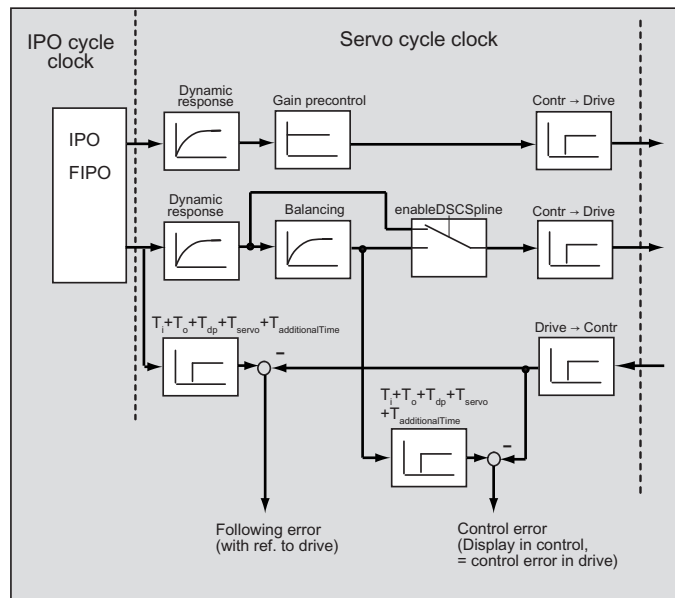 IPO cycle
clock
Servo cycle clock
Dynamic
response
Gain precontrol
Contr → Drive
IPO
FIPO
Dynamic
response
Balancing
enableDSCSpline
Contr → Drive
Ti+To+Tdp+Tservo+TadditionalTime
–
Drive → Contr
Ti+To+Tdp+Tservo
+TadditionalTime
–
Following error
(with ref. to drive)
Control error
(Display in control,
= control error in drive)